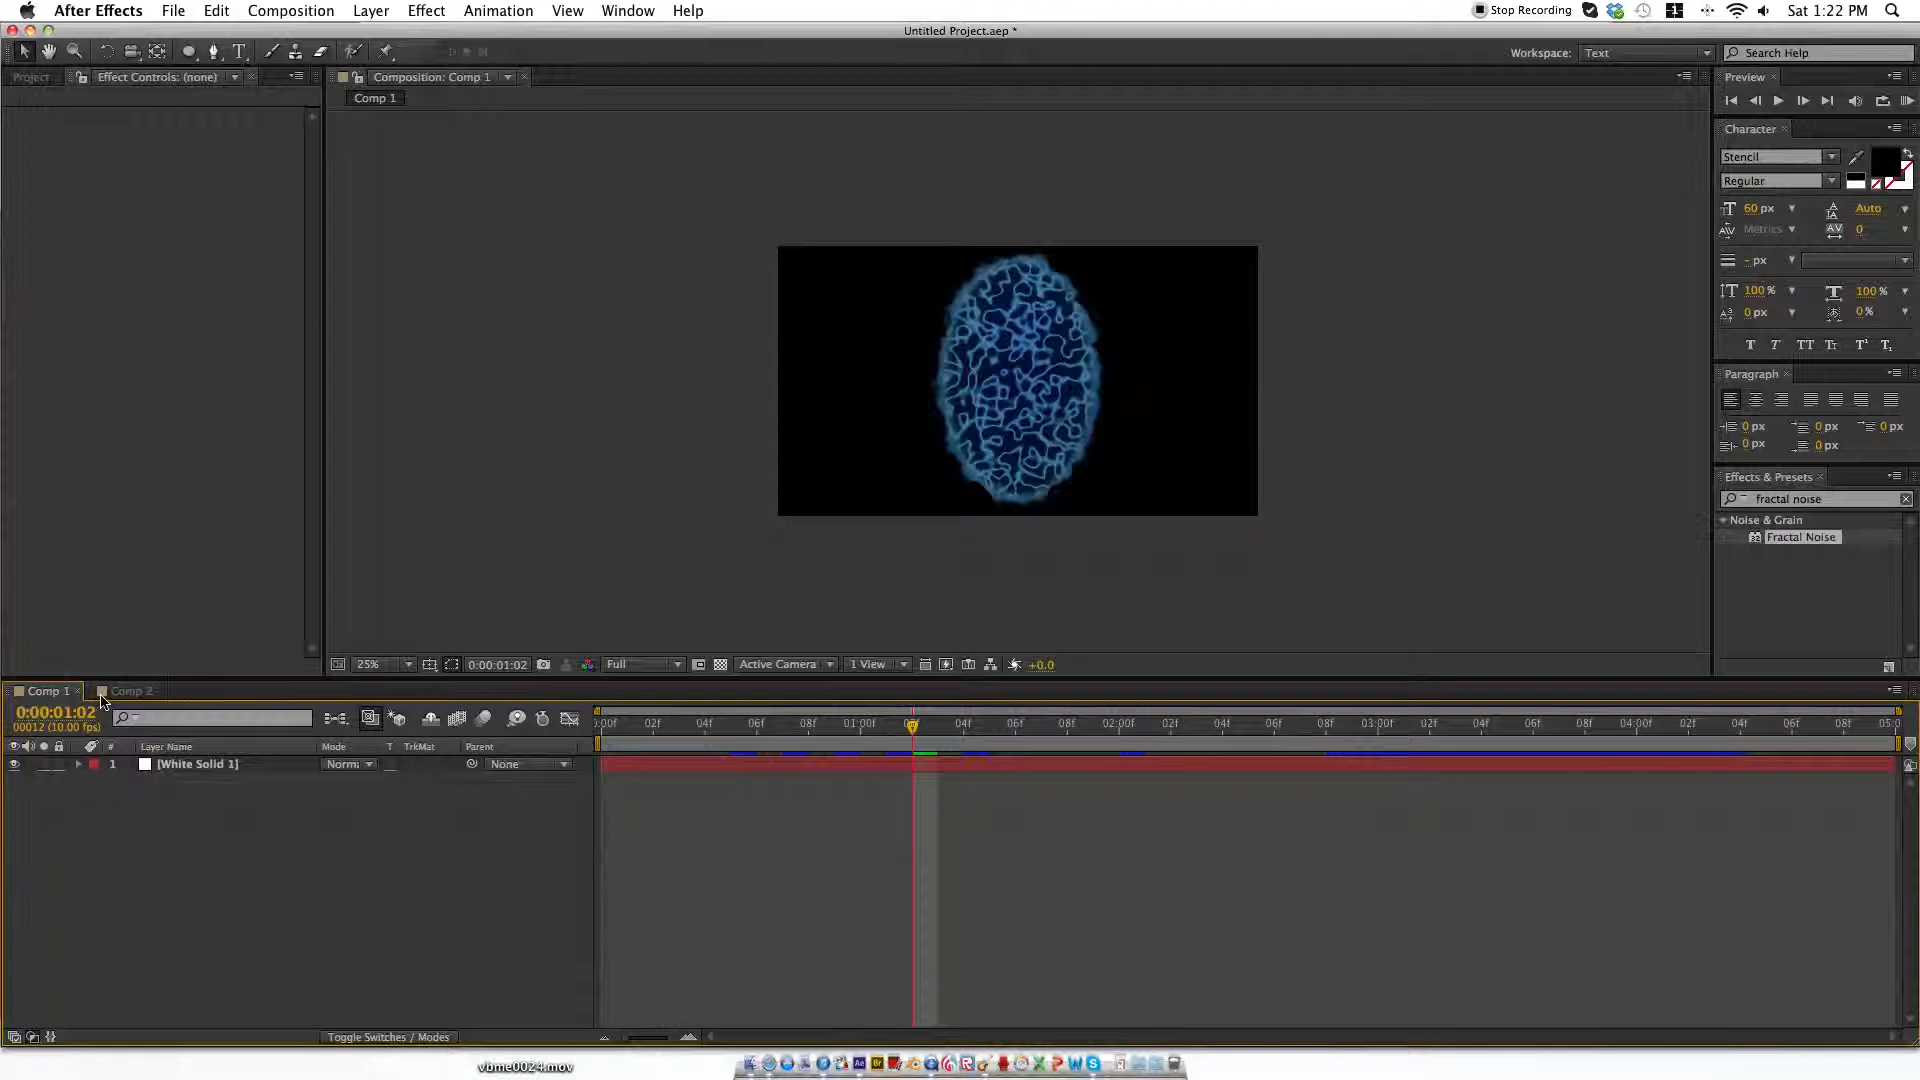 After Effects File Edit Composition Layer Effect Animation View Window Help
Stop Recording Sat 1:22 PM
Untitled Project.aep *
Workspace: Text Search Help
Project Effect Controls: (none) Composition: Comp 1 Preview
Comp 1
Character
Stencil
Regular
60 px Auto
Metrics 0
- px
100 % 100 %
0 px 0 %
T T TT Tt T¹ T₁
Paragraph
0 px 0 px 0 px
0 px 0 px
Effects & Presets
fractal noise
Noise & Grain
32 Fractal Noise
25% 0:00:01:02 Full Active Camera 1 View +0.0
Comp 1 Comp 2
0:00:01:02
00012 (10.00 fps)
:00f 02f 04f 06f 08f 01:00f 04f 06f 08f 02:00f 02f 04f 06f 08f 03:00f 02f 04f 06f 08f 04:00f 02f 04f 06f 08f 05:0
# Layer Name Mode T TrkMat Parent
1 [White Solid 1] Norma None
Toggle Switches / Modes
vbme0024.mov